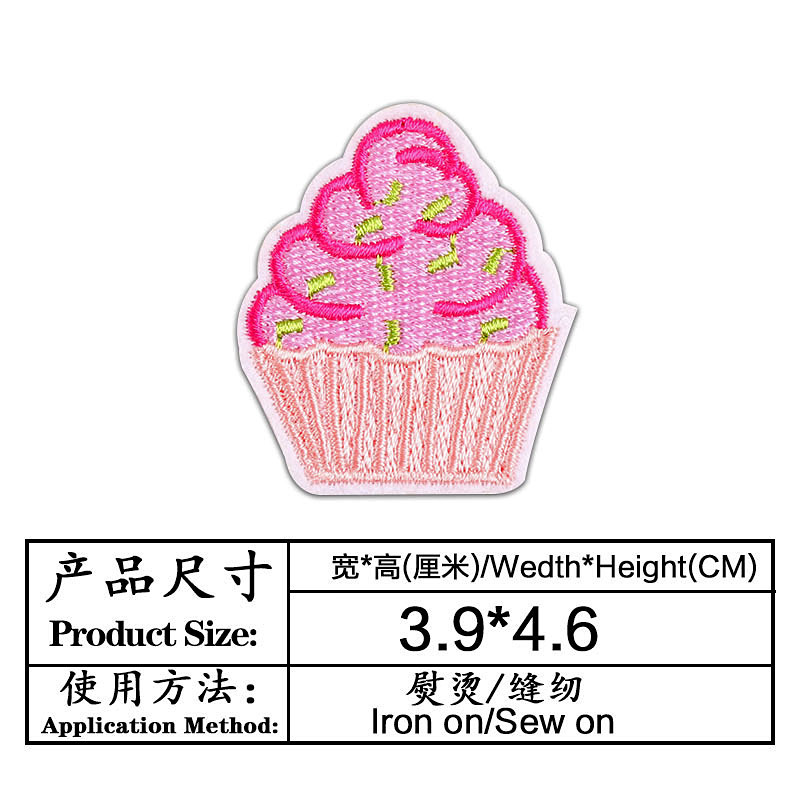 产品尺寸
Product Size:
宽*高(厘米)/Wedth*Height(CM)
3.9*4.6
使用方法：
Application Method:
熨烫/缝纫
Iron on/Sew on